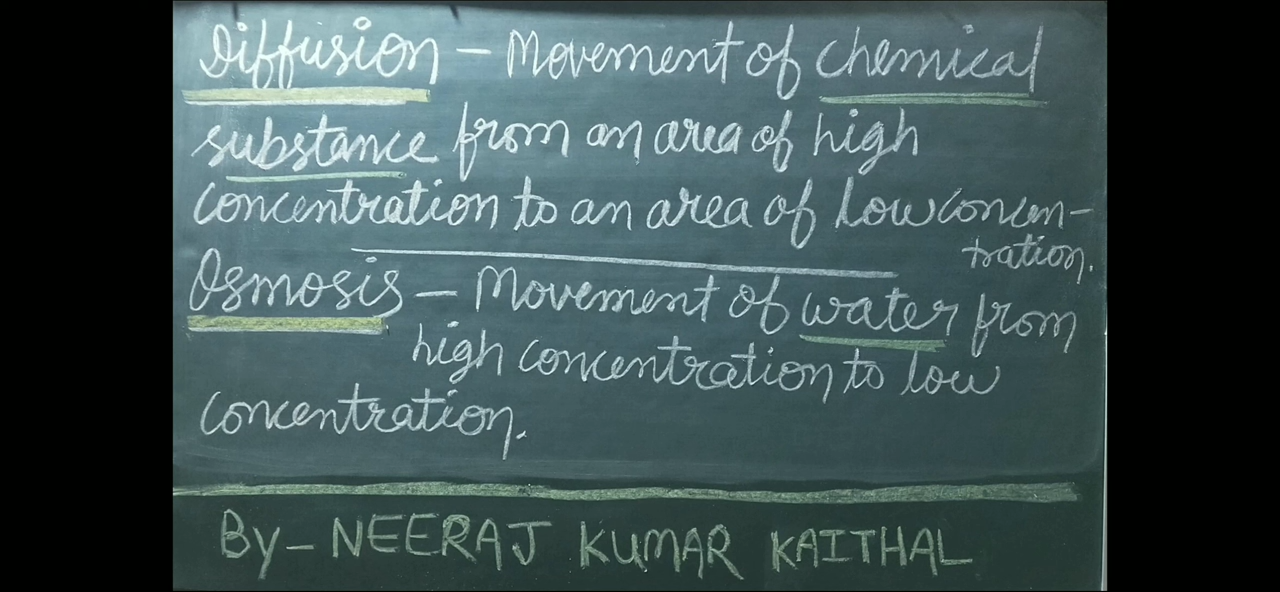 Diffusion - Movement of chemical
substance from an area of high
concentration to an area of low concen-
tration.
Osmosis - Movement of water from
high concentration to low
concentration.
By - NEERAJ KUMAR KAITHAL